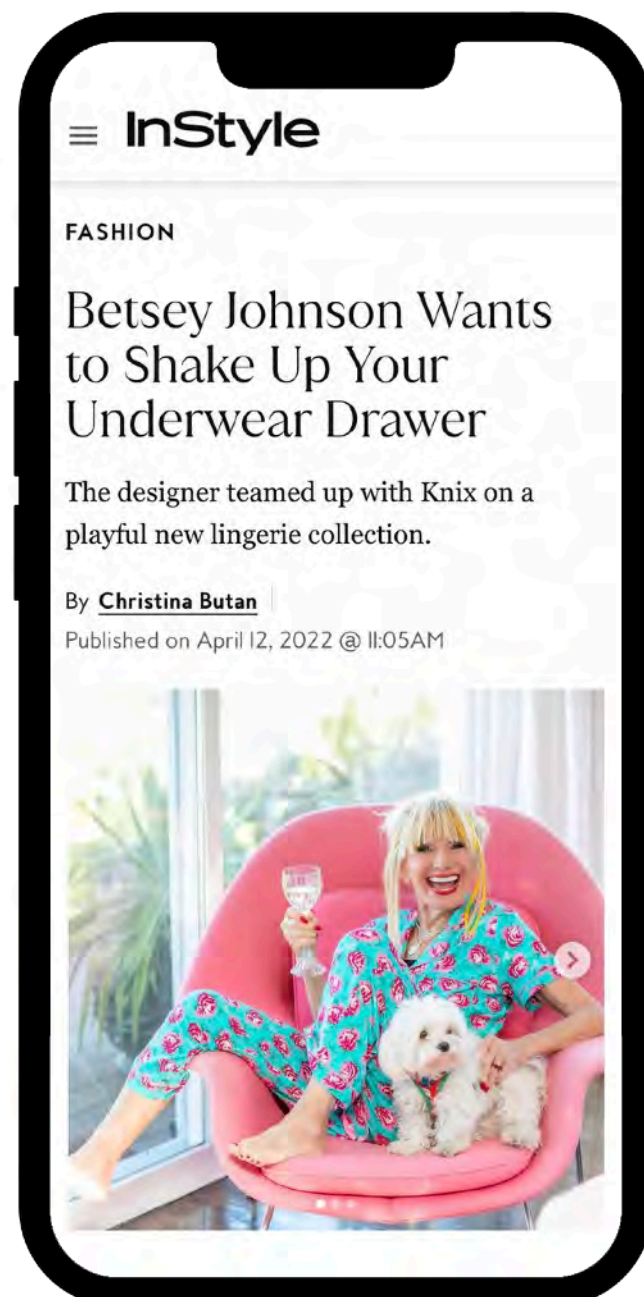 InStyle
FASHION
Betsey Johnson Wants
to Shake Up Your
Underwear Drawer
The designer teamed up with Knix on a
playful new lingerie collection.
By Christina Butan
Published on April 12, 2022 @ 11:05AM